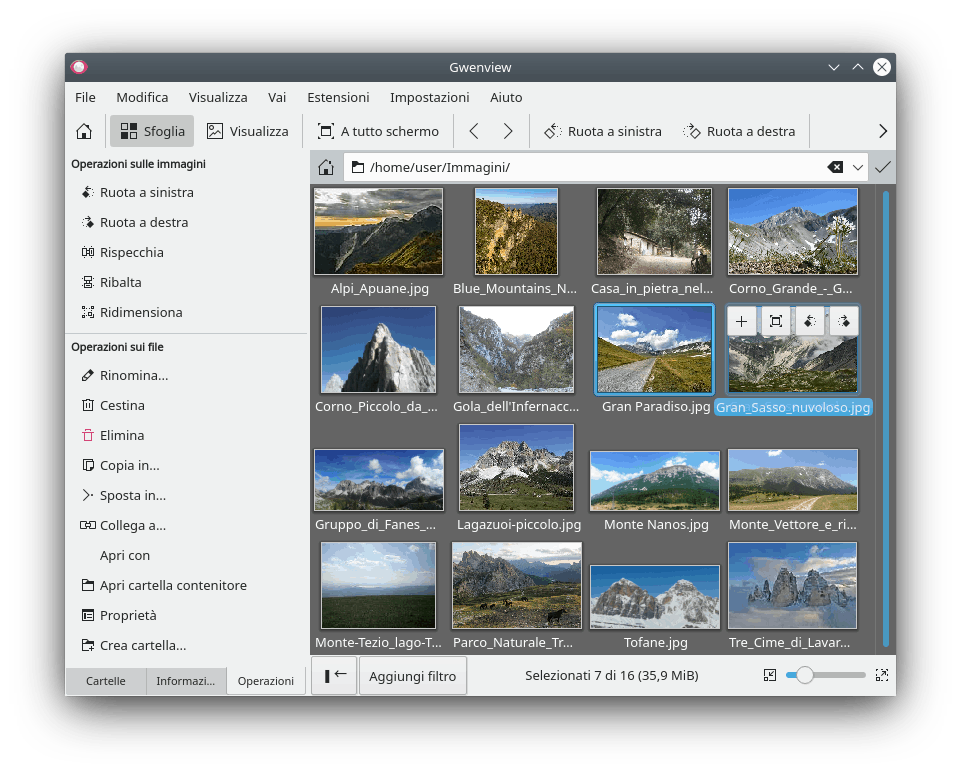 Gwenview
File Modifica Visualizza Vai Estensioni Impostazioni Aiuto
Sfoglia Visualizza A tutto schermo Ruota a sinistra Ruota a destra
Operazioni sulle immagini
Ruota a sinistra
Ruota a destra
Rispecchia
Ribalta
Ridimensiona
Operazioni sui file
Rinomina...
Cestina
Elimina
Copia in...
Sposta in...
Collega a...
Apri con
Apri cartella contenitore
Proprietà
Crea cartella...
Cartelle Informazi... Operazioni
/home/user/Immagini/
Alpi_Apuane.jpg Blue_Mountains_N... Casa_in_pietra_nel... Corno_Grande_-_G...
Corno_Piccolo_da_... Gola_dell'Infernacc... Gran Paradiso.jpg Gran_Sasso_nuvoloso.jpg
Gruppo_di_Fanes_... Lagazuoi-piccolo.jpg Monte Nanos.jpg Monte_Vettore_e_ri...
Monte-Tezio_lago-T... Parco_Naturale_Tr... Tofane.jpg Tre_Cime_di_Lavar...
Aggiungi filtro Selezionati 7 di 16 (35,9 MiB)